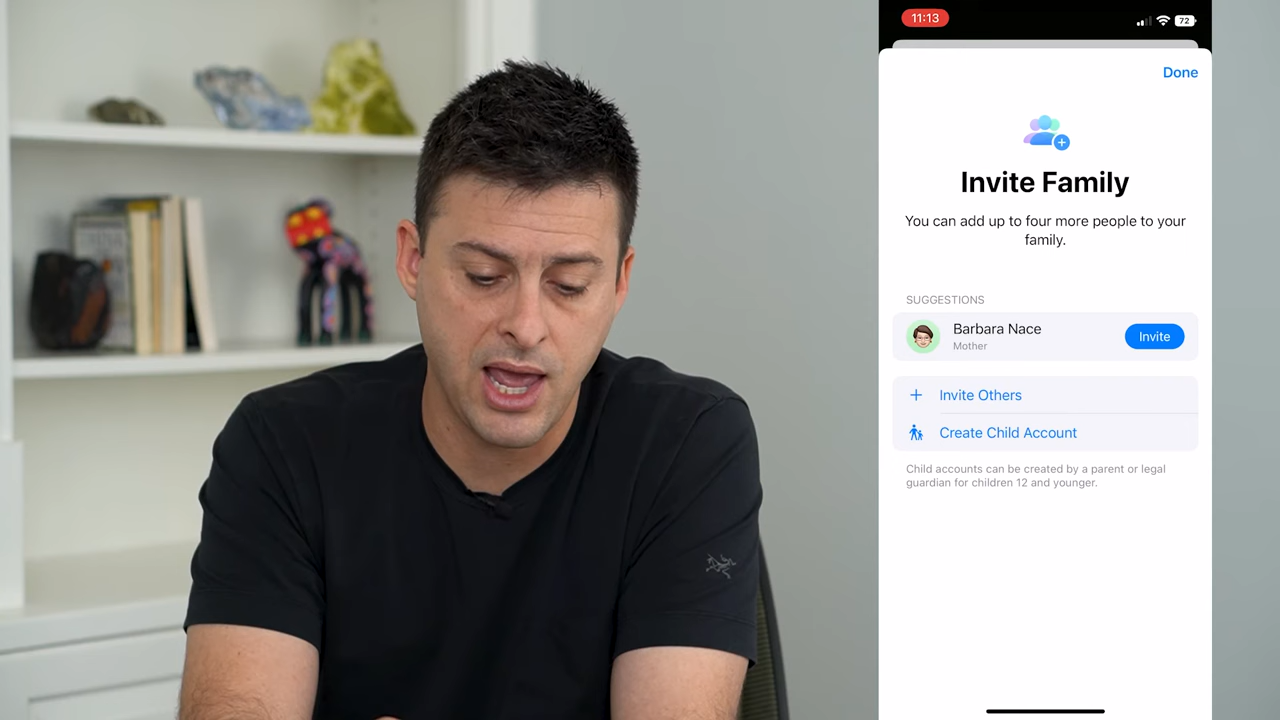 11:13
72
Done
Invite Family
You can add up to four more people to your
family.
SUGGESTIONS
Barbara Nace
Mother
Invite
Invite Others
Create Child Account
Child accounts can be created by a parent or legal
guardian for children 12 and younger.